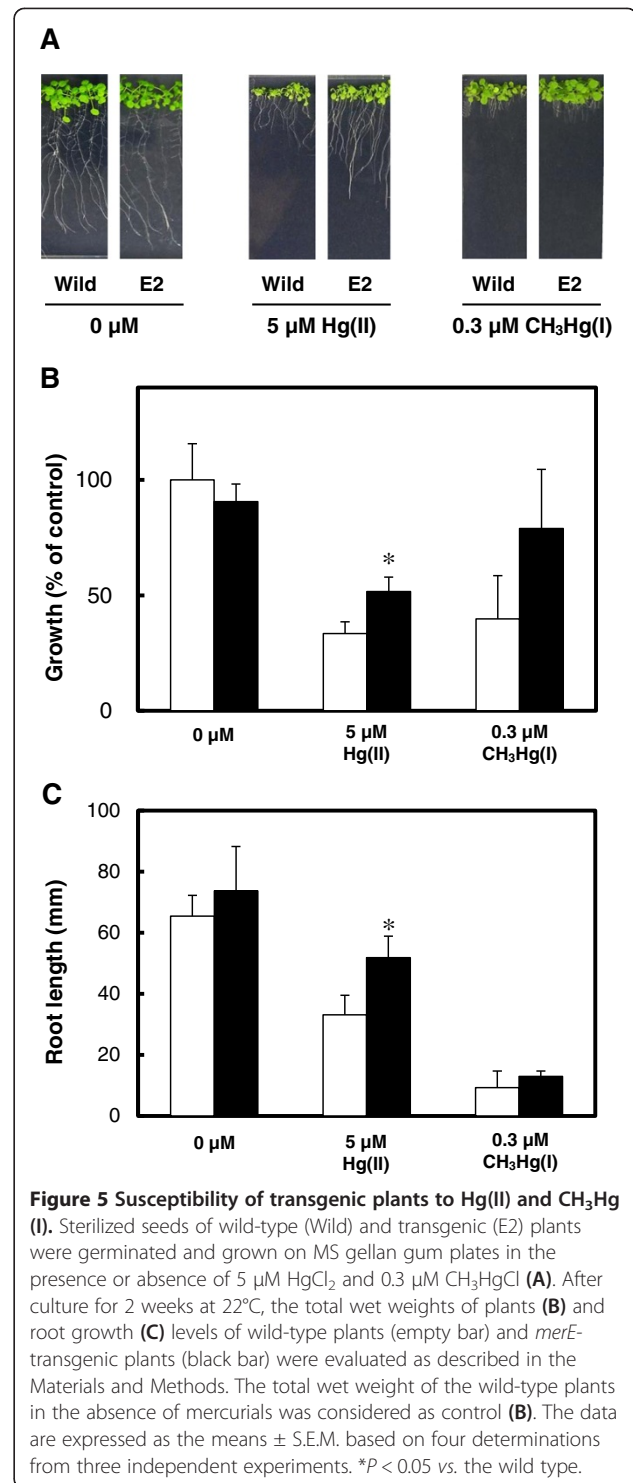 A
Wild E2 Wild E2 Wild E2
0 µM 5 µM Hg(II) 0.3 µM CH₃Hg(I)
B
Growth (% of control)
100
50
0
*
0 µM 5 µM 0.3 µM
Hg(II) CH₃Hg(I)
C
Root length (mm)
100
80
60
40
20
0
*
0 µM 5 µM 0.3 µM
Hg(II) CH₃Hg(I)
Figure 5 Susceptibility of transgenic plants to Hg(II) and CH₃Hg
(I). Sterilized seeds of wild-type (Wild) and transgenic (E2) plants
were germinated and grown on MS gellan gum plates in the
presence or absence of 5 µM HgCl₂ and 0.3 µM CH₃HgCl (A). After
culture for 2 weeks at 22°C, the total wet weights of plants (B) and
root growth (C) levels of wild-type plants (empty bar) and merE-
transgenic plants (black bar) were evaluated as described in the
Materials and Methods. The total wet weight of the wild-type plants
in the absence of mercurials was considered as control (B). The data
are expressed as the means ± S.E.M. based on four determinations
from three independent experiments. *P < 0.05 vs. the wild type.